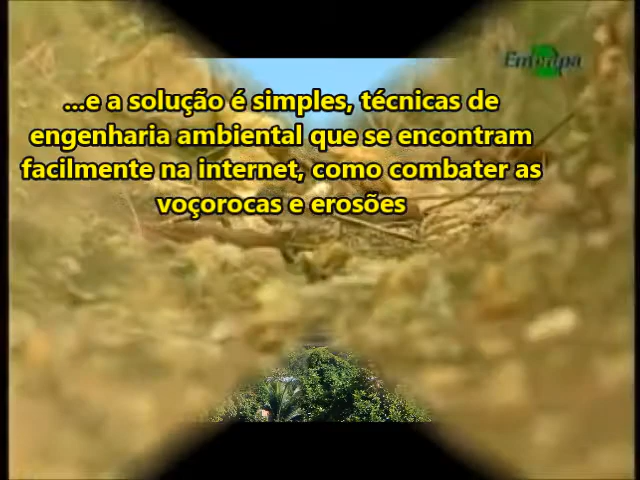 Embrapa
...e a solução é simples, técnicas de
engenharia ambiental que se encontram
facilmente na internet, como combater as
voçorocas e erosões